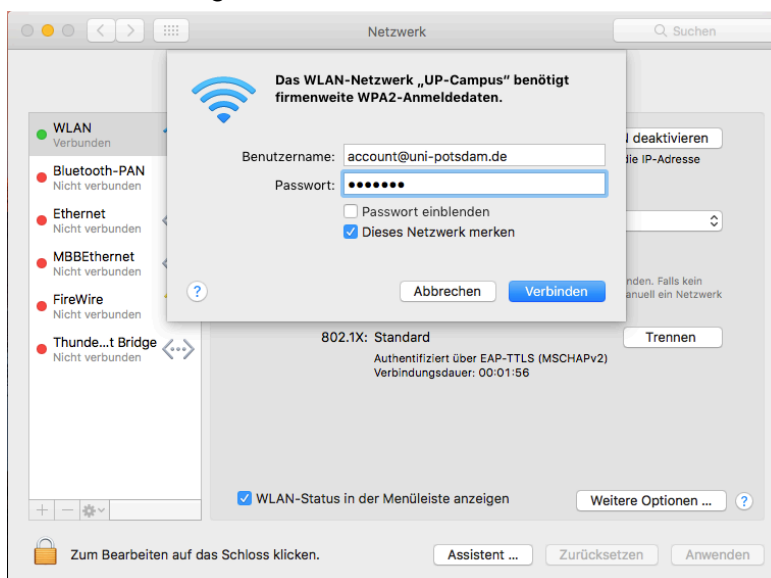 Netzwerk
Suchen
Das WLAN-Netzwerk „UP-Campus“ benötigt
firmenweite WPA2-Anmeldedaten.
Benutzername: account@uni-potsdam.de
Passwort: •••••••
Passwort einblenden
Dieses Netzwerk merken
? Abbrechen Verbinden
WLAN
Verbunden
Bluetooth-PAN
Nicht verbunden
Ethernet
Nicht verbunden
MBBEthernet
Nicht verbunden
FireWire
Nicht verbunden
Thunde...t Bridge
Nicht verbunden
deaktivieren
die IP-Adresse
nden. Falls kein
anuell ein Netzwerk
802.1X: Standard Trennen
Authentifiziert über EAP-TTLS (MSCHAPv2)
Verbindungsdauer: 00:01:56
WLAN-Status in der Menüleiste anzeigen Weitere Optionen ... ?
Zum Bearbeiten auf das Schloss klicken. Assistent ... Zurücksetzen Anwenden